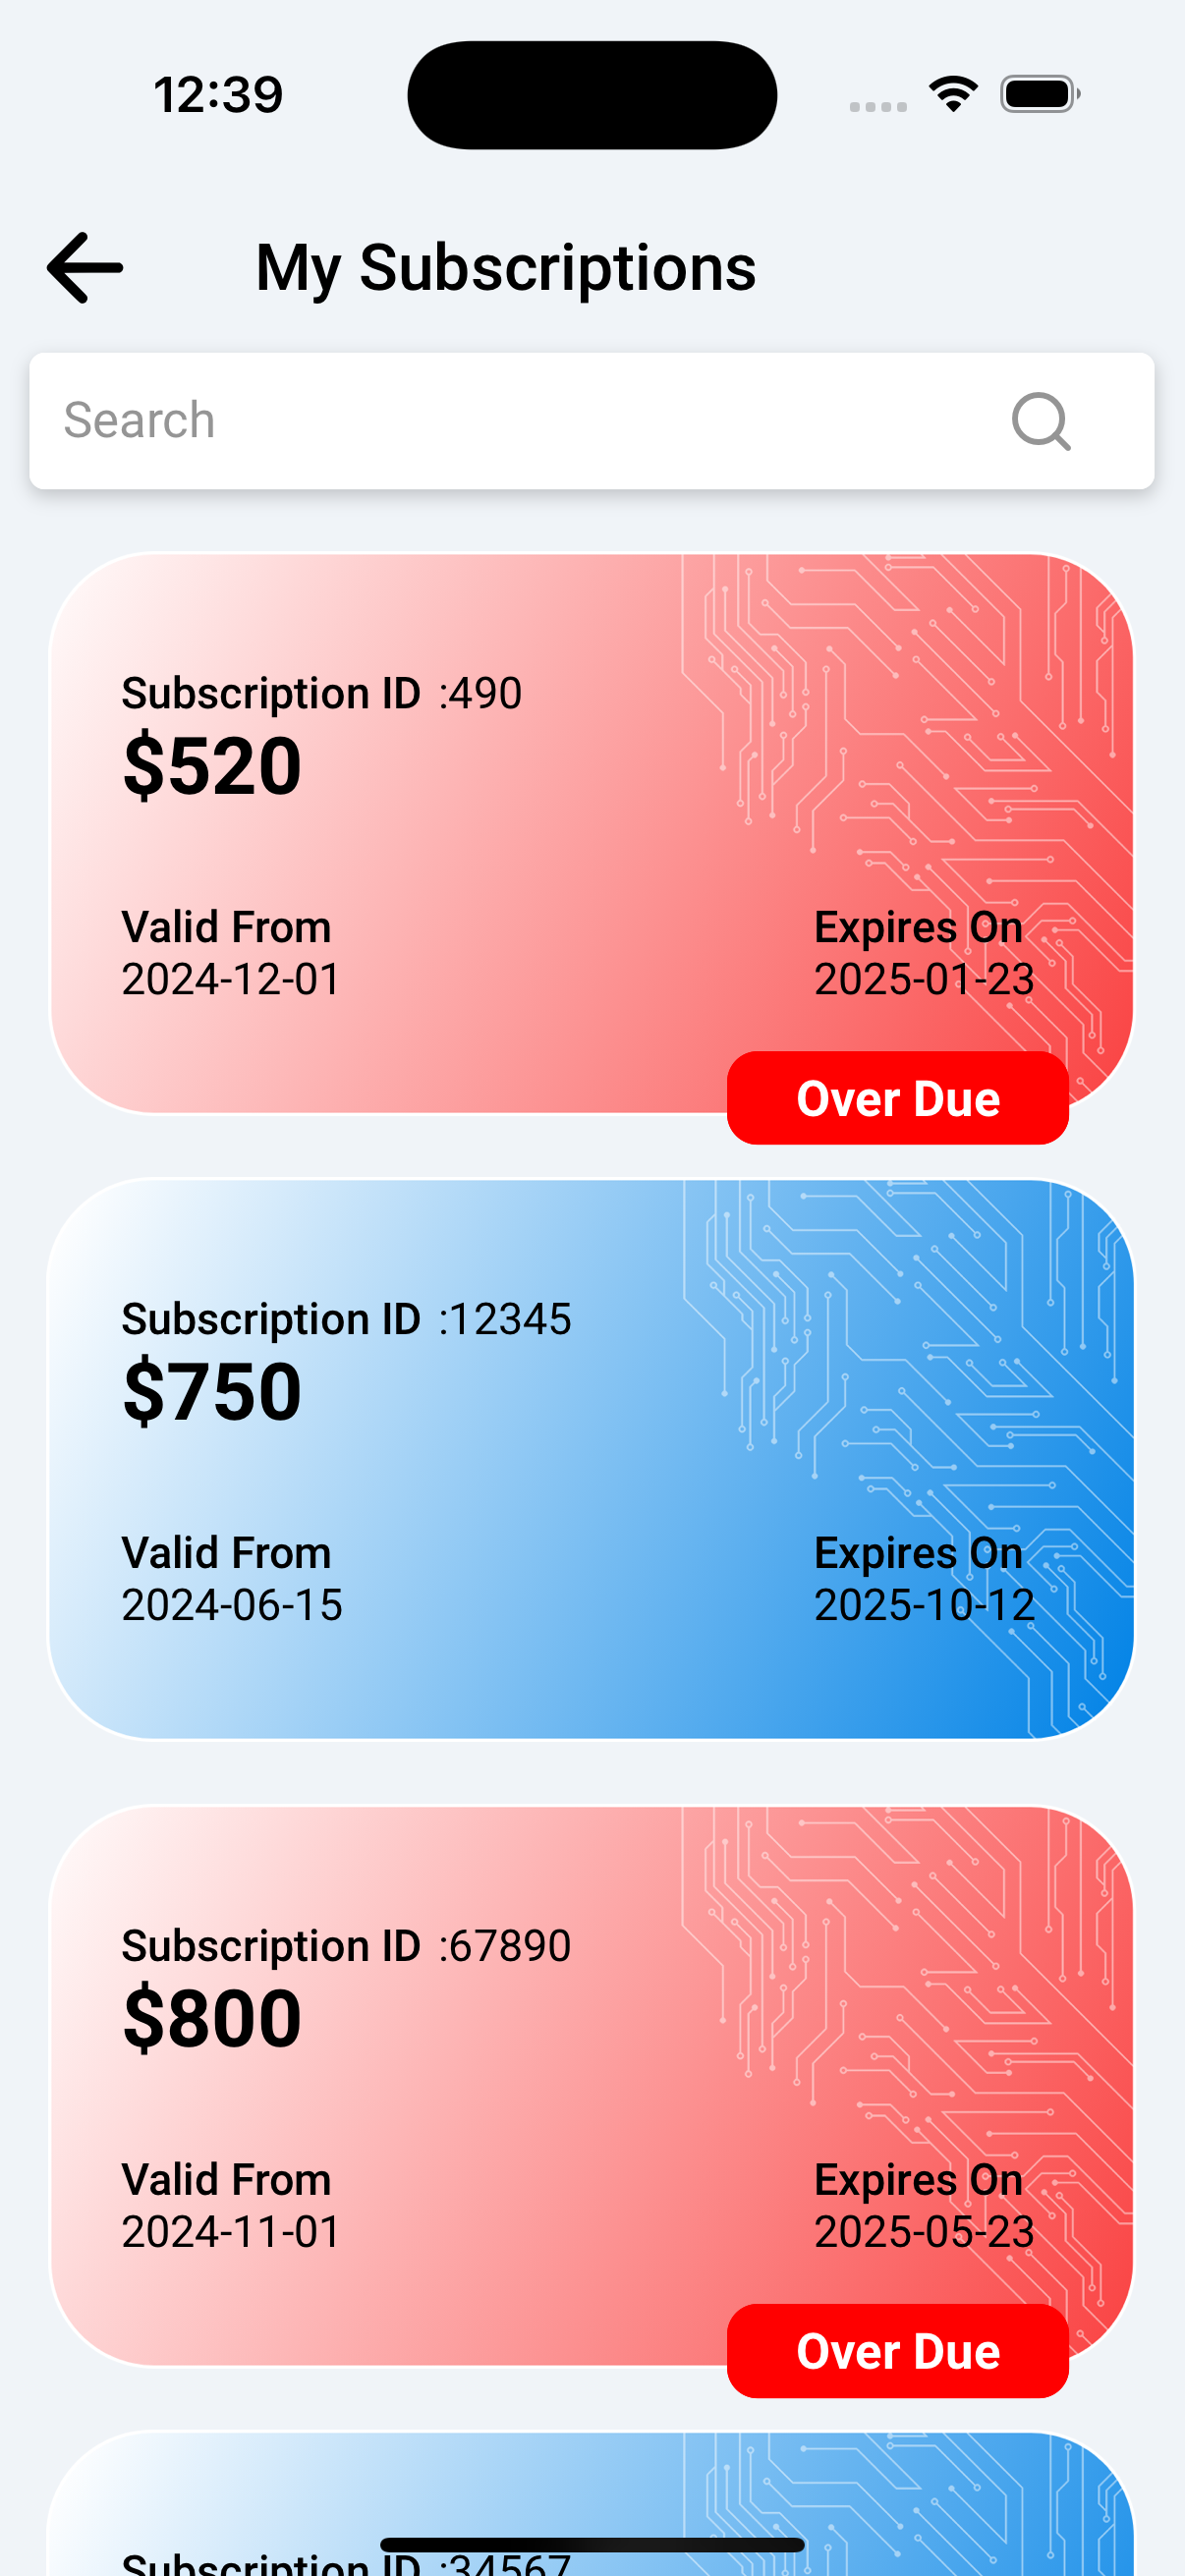 12:39
My Subscriptions
Search
Subscription ID :490
$520
Valid From Expires On
2024-12-01 2025-01-23
Over Due
Subscription ID :12345
$750
Valid From Expires On
2024-06-15 2025-10-12
Subscription ID :67890
$800
Valid From Expires On
2024-11-01 2025-05-23
Over Due
Subscription ID :34567